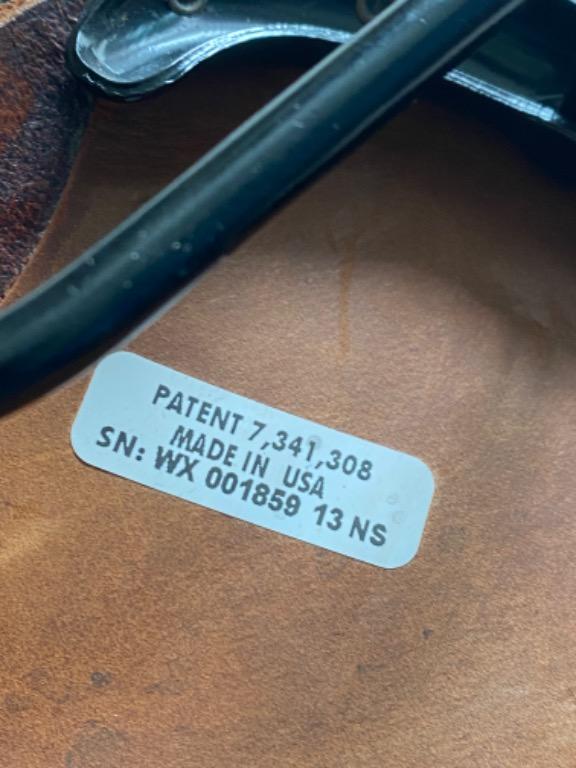 PATENT 7,341,308
MADE IN USA
SN: WX 001859 13 NS